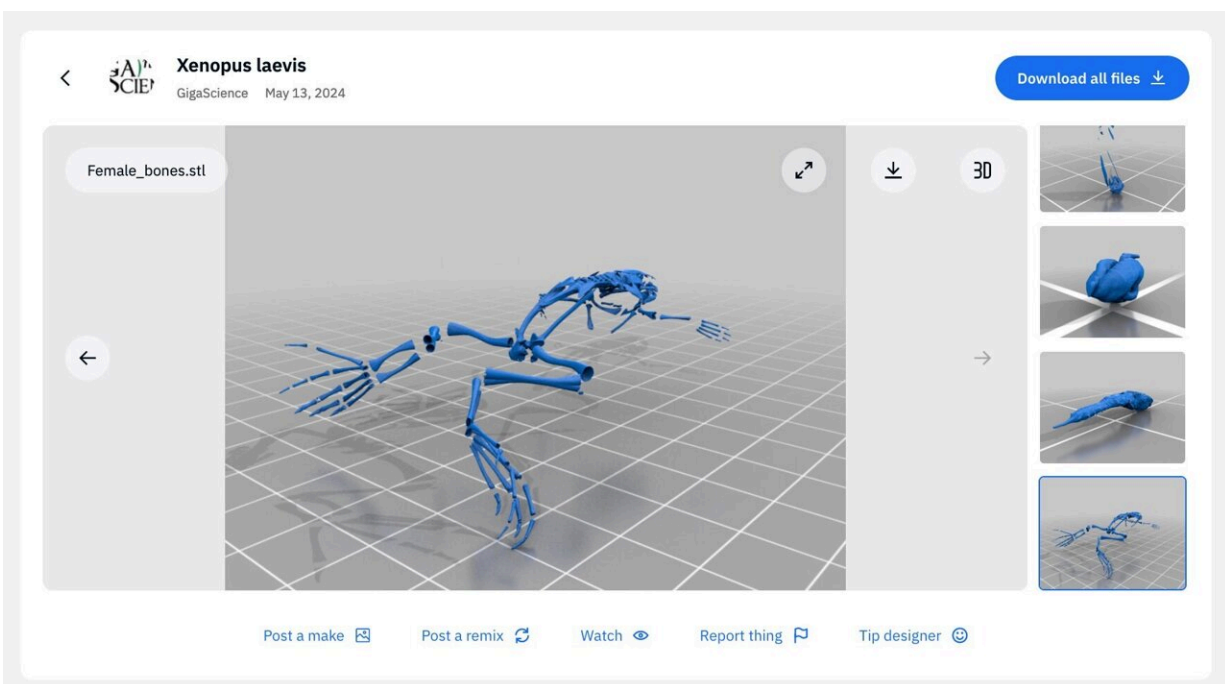 Xenopus laevis
GigaScience May 13, 2024
Download all files
Female_bones.stl
3D
Post a make
Post a remix
Watch
Report thing
Tip designer